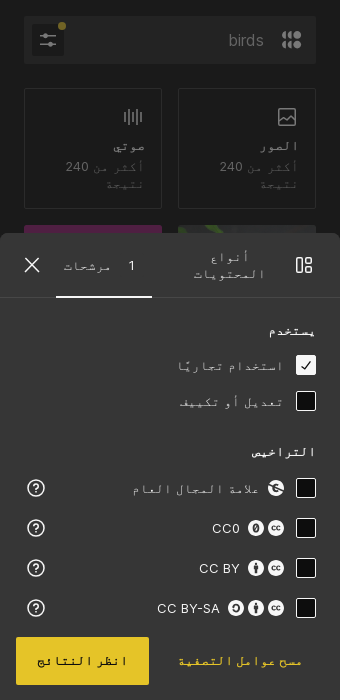 birds
الصور
أكثر من 240
نتيجة
صوتي
أكثر من 240
نتيجة
أنواع
المحتويات
1 مرشحات
يستخدم
استخدام تجاريًا
تعديل أو تكييف
التراخيص
علامة المجال العام
CC0
CC BY
CC BY-SA
مسح عوامل التصفية
انظر النتائج